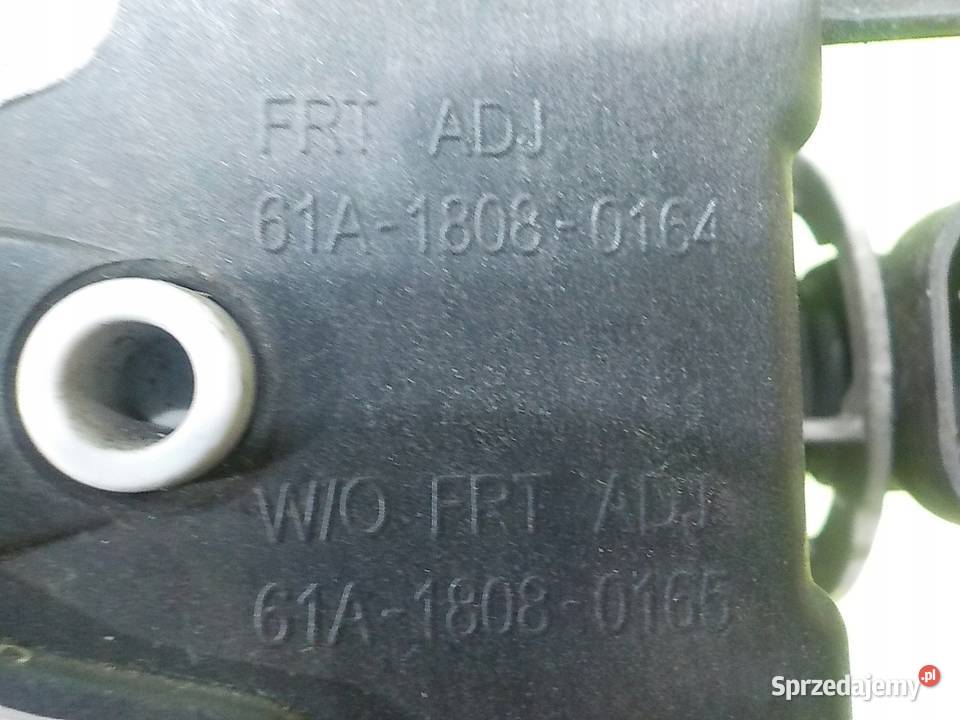 FRT ADJ.
61A-1808-0164
W/O FRT ADJ.
61A-1808-0165
Sprzedajemy.pl